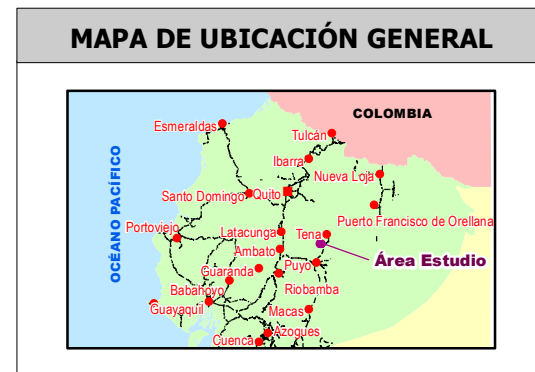 MAPA DE UBICACIÓN GENERAL
COLOMBIA
OCÉANO PACÍFICO
Esmeraldas
Tulcán
Ibarra
Nueva Loja
Santo Domingo
Quito
Puerto Francisco de Orellana
Portoviejo
Latacunga
Tena
Ambato
Área Estudio
Guaranda
Puyo
Babahoyo
Riobamba
Guayaquil
Macas
Azogues
Cuenca